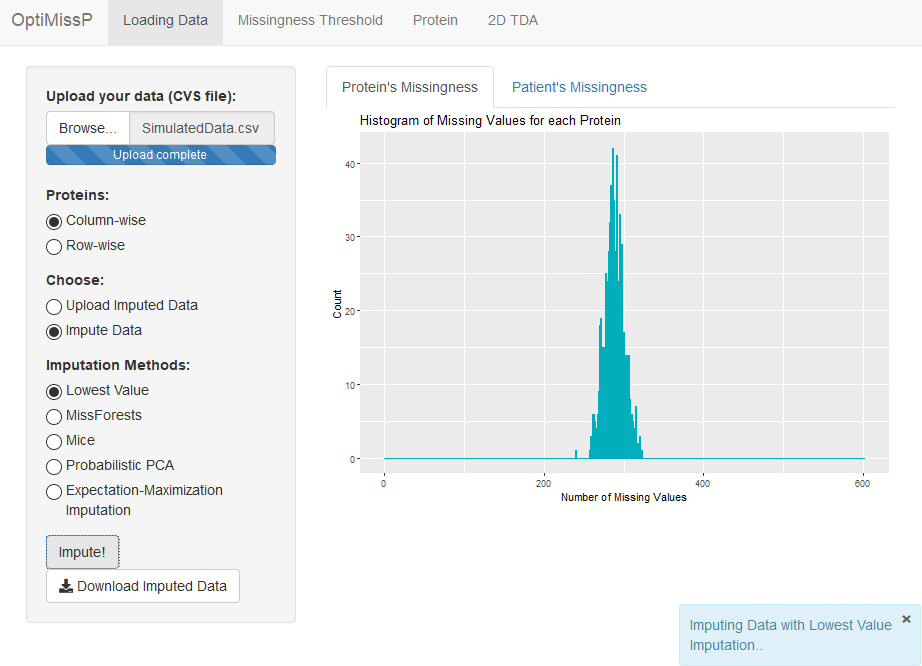 OptiMissP
Loading Data
Missingness Threshold
Protein
2D TDA
Upload your data (CVS file):
Browse...
SimulatedData.csv
Upload complete
Proteins:
Column-wise
Row-wise
Choose:
Upload Imputed Data
Impute Data
Imputation Methods:
Lowest Value
MissForests
Mice
Probabilistic PCA
Expectation-Maximization
Imputation
Impute!
Download Imputed Data
Protein's Missingness
Patient's Missingness
Histogram of Missing Values for each Protein
Count
40
30
20
10
0
0
200
400
600
Number of Missing Values
Imputing Data with Lowest Value
Imputation..
×